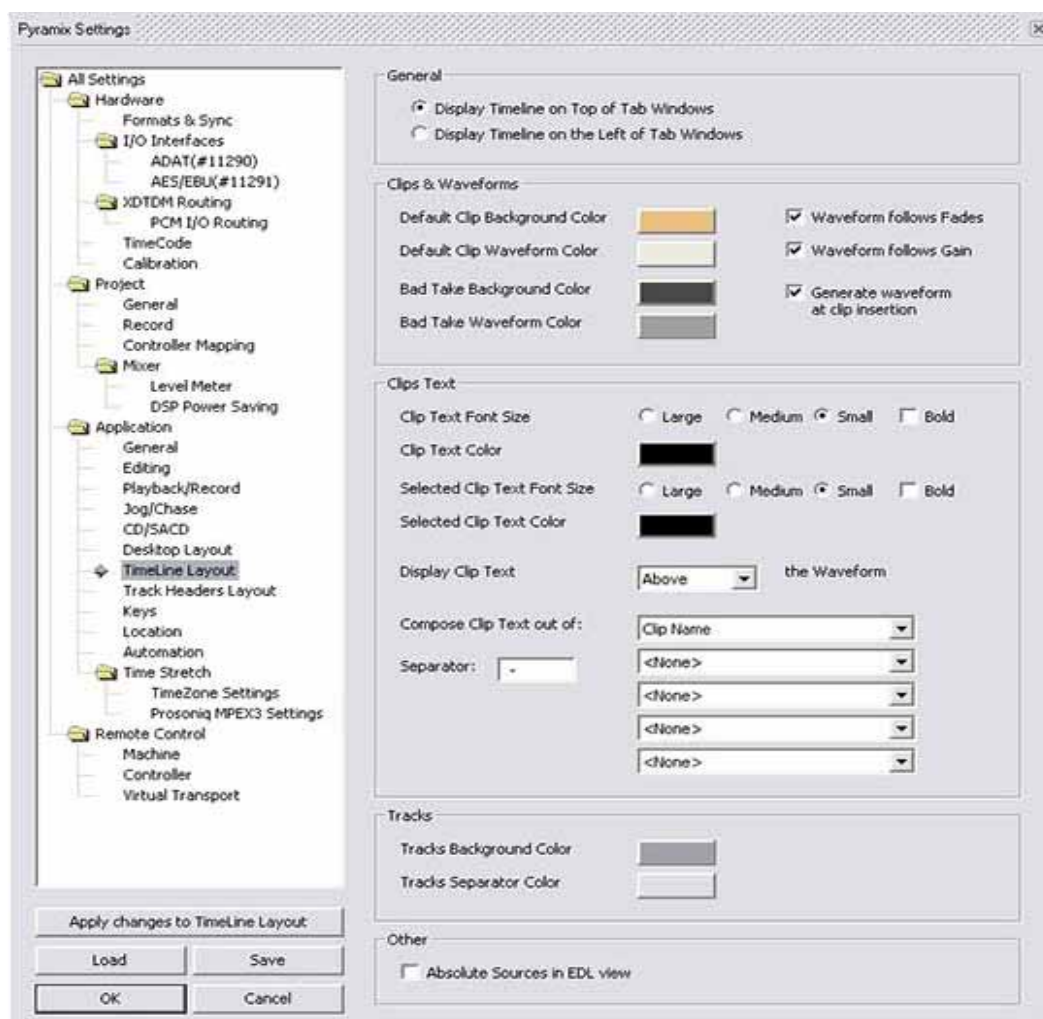 Pyramix Settings
All Settings
Hardware
Formats & Sync
I/O Interfaces
ADAT(#11290)
AES/EBU(#11291)
XDTDM Routing
PCM I/O Routing
TimeCode
Calibration
Project
General
Record
Controller Mapping
Mixer
Level Meter
DSP Power Saving
Application
General
Editing
Playback/Record
Jog/Chase
CD/SACD
Desktop Layout
TimeLine Layout
Track Headers Layout
Keys
Location
Automation
Time Stretch
TimeZone Settings
Prosoniq MPEX3 Settings
Remote Control
Machine
Controller
Virtual Transport
Apply changes to TimeLine Layout
Load Save
OK Cancel
General
Display Timeline on Top of Tab Windows
Display Timeline on the Left of Tab Windows
Clips & Waveforms
Default Clip Background Color Waveform follows Fades
Default Clip Waveform Color Waveform follows Gain
Bad Take Background Color Generate waveform
at clip insertion
Bad Take Waveform Color
Clips Text
Clip Text Font Size Large Medium Small Bold
Clip Text Color
Selected Clip Text Font Size Large Medium Small Bold
Selected Clip Text Color
Display Clip Text Above the Waveform
Compose Clip Text out of: Clip Name
Separator: - <None>
<None>
<None>
<None>
Tracks
Tracks Background Color
Tracks Separator Color
Other
Absolute Sources in EDL view